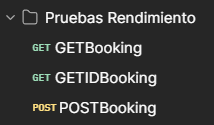 Pruebas Rendimiento
GET GETBooking
GET GETIDBooking
POST POSTBooking